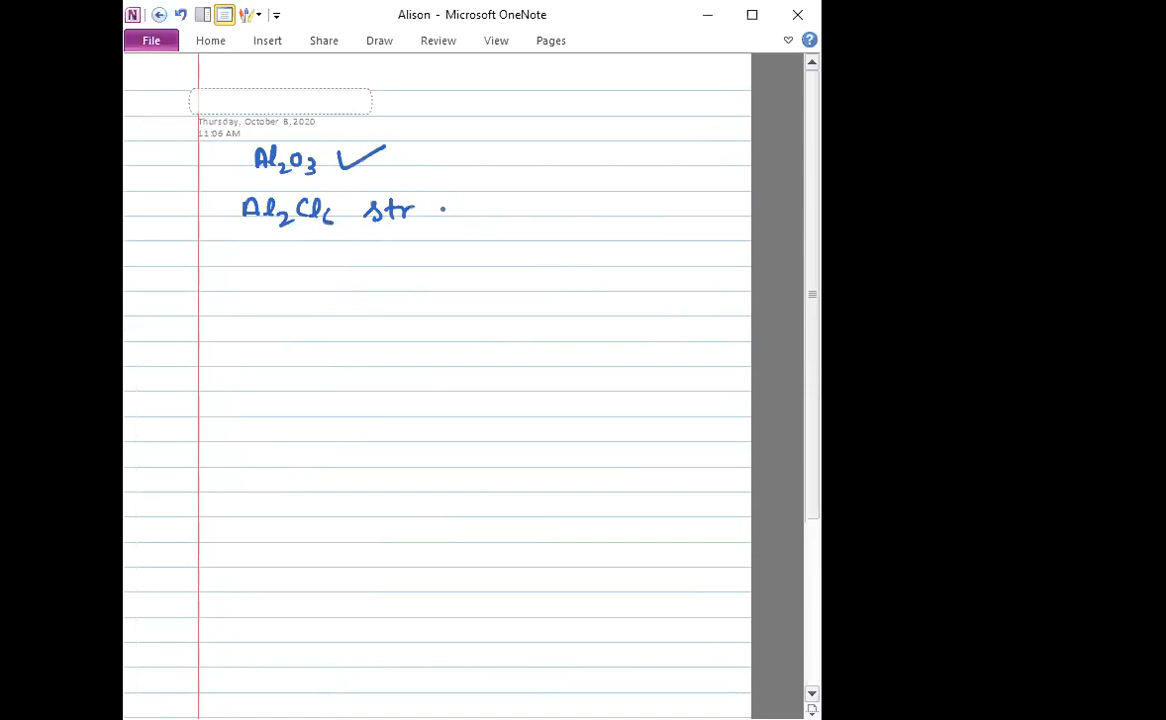 Alison - Microsoft OneNote
File Home Insert Share Draw Review View Pages
Thursday, October 8, 2020
11:06 AM
Al₂O₃ ✓
Al₂Cl₆ str